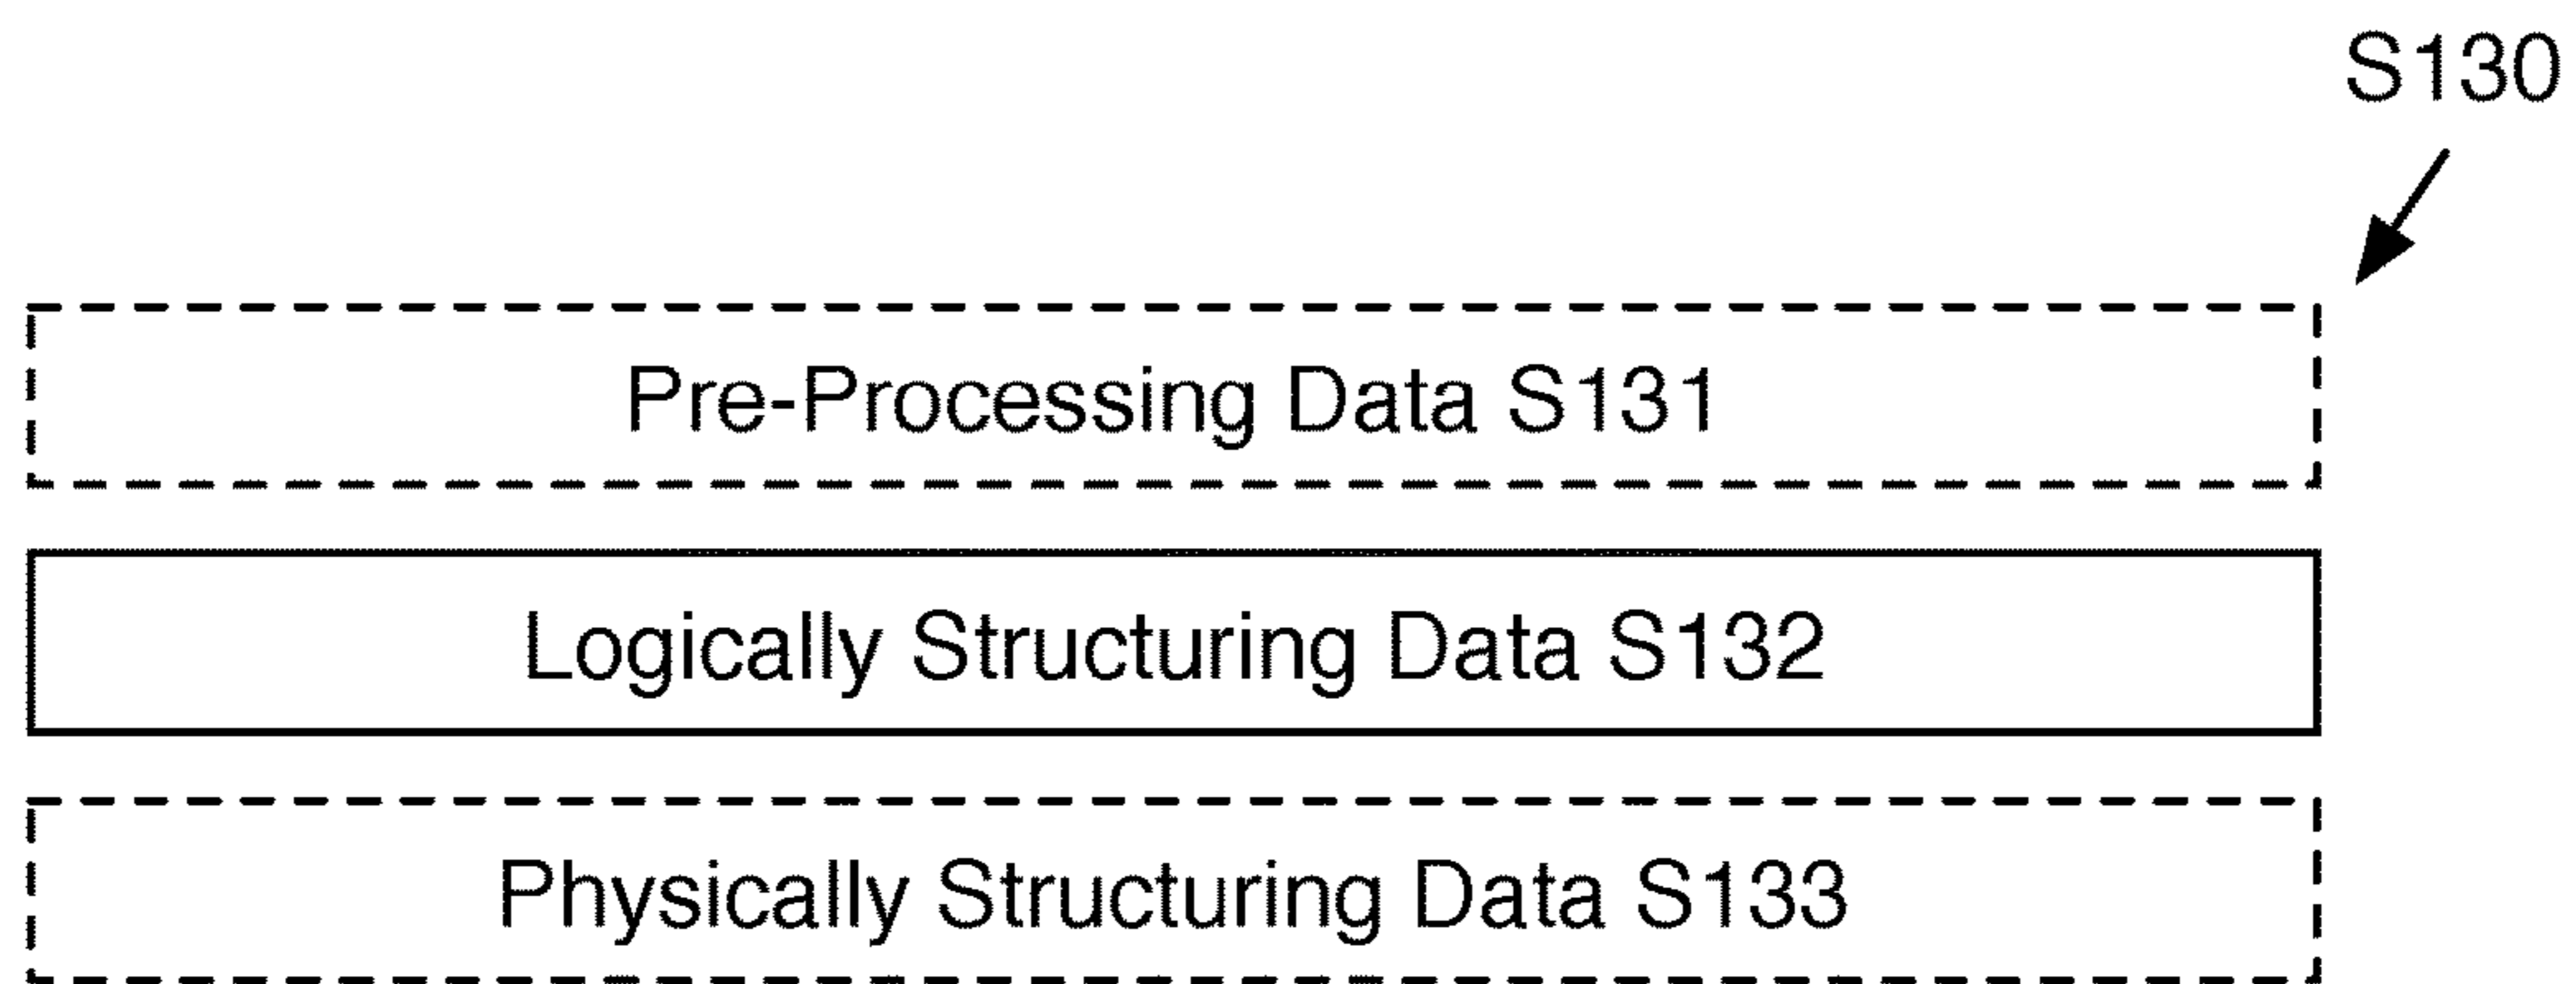 S130
Pre-Processing Data S131
Logically Structuring Data S132
Physically Structuring Data S133